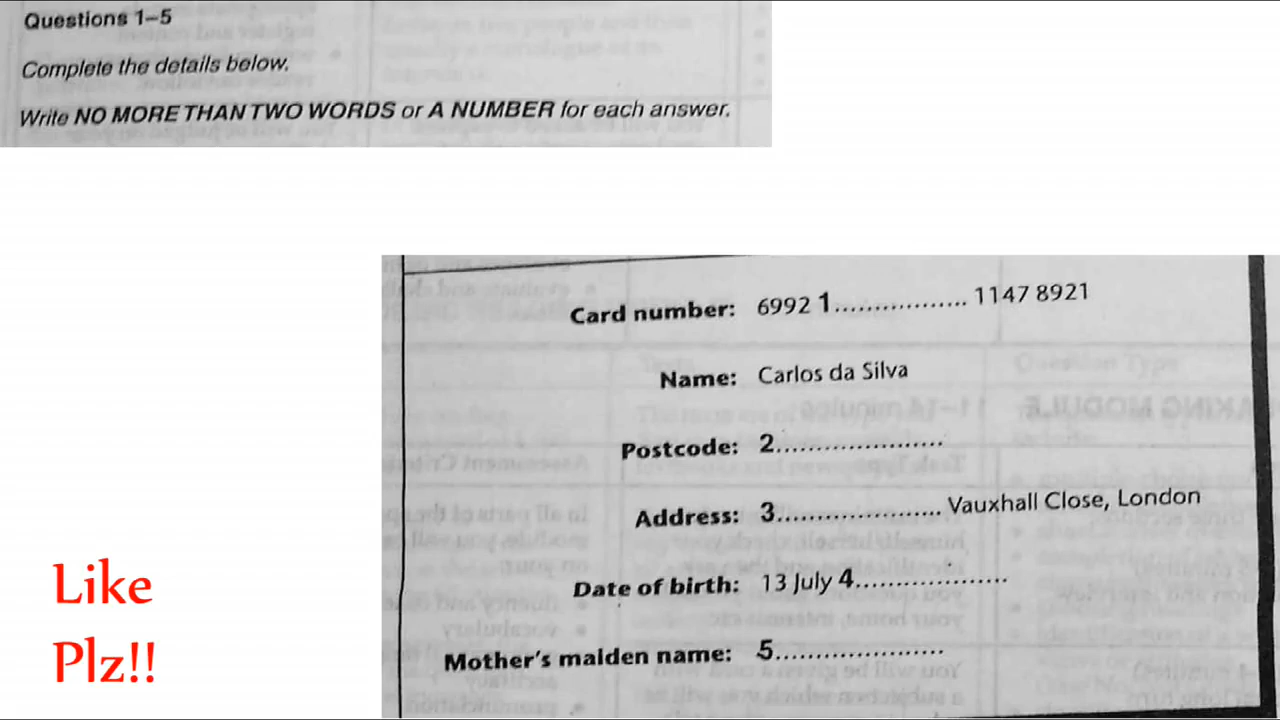 Questions 1–5
Complete the details below.
Write NO MORE THAN TWO WORDS or A NUMBER for each answer.
Card number: 6992 1.................. 1147 8921
Name: Carlos da Silva
Postcode: 2......................
Address: 3..................... Vauxhall Close, London
Date of birth: 13 July 4...................
Mother's maiden name: 5.....................
Like
Plz!!